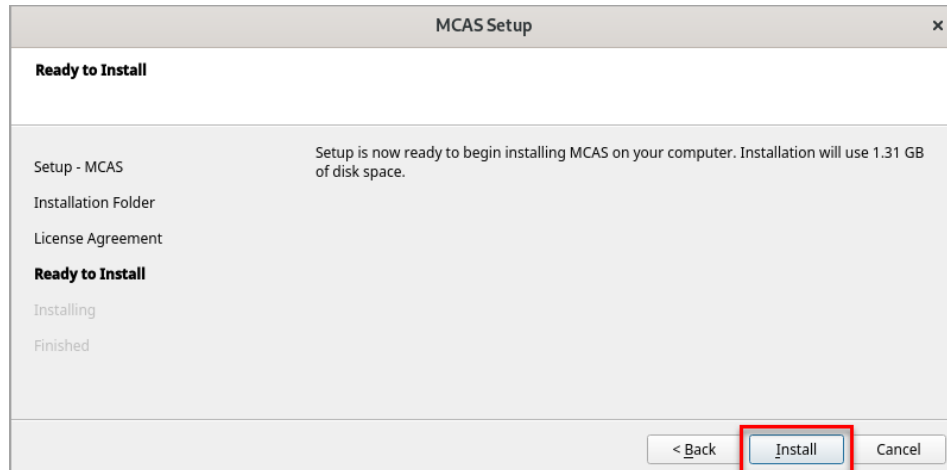 MCAS Setup
×
Ready to Install
Setup - MCAS
Installation Folder
License Agreement
Ready to Install
Installing
Finished
Setup is now ready to begin installing MCAS on your computer. Installation will use 1.31 GB
of disk space.
< Back
Install
Cancel